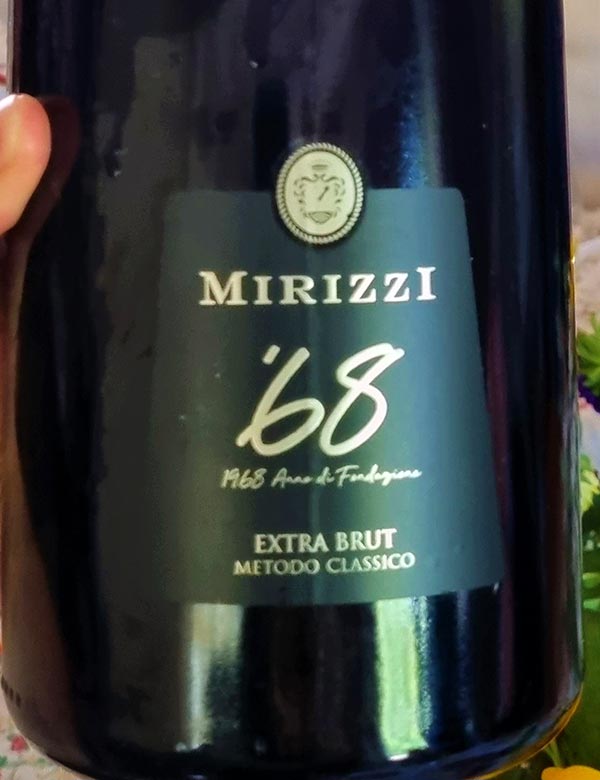 MIRIZZI
'68
1968 Anno di Fondazione
EXTRA BRUT
METODO CLASSICO